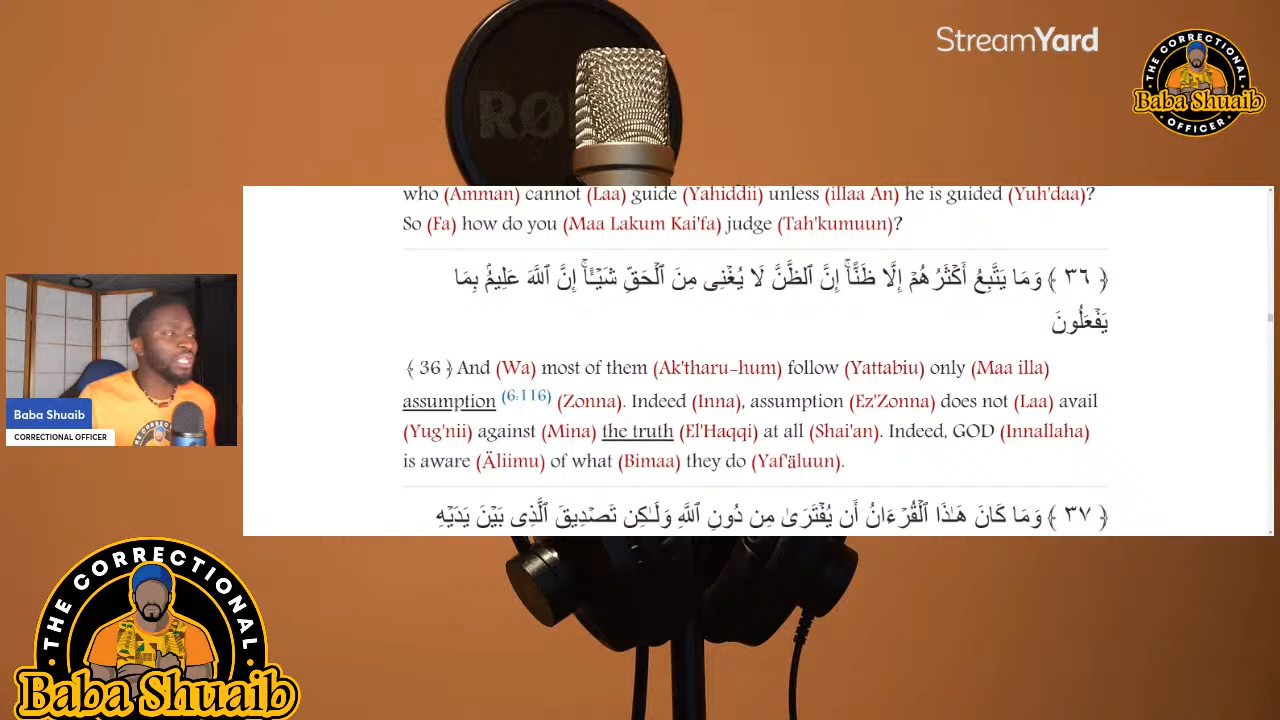 StreamYard
THE CORRECTIONAL
Baba Shuaib
OFFICER
RØ
who (Amman) cannot (Laa) guide (Yahiddii) unless (illaa An) he is guided (Yuh'daa)?
So (Fa) how do you (Maa Lakum Kai'fa) judge (Tah'kumuun)?
﴿ ٣٦ ﴾ وَمَا يَتَّبِعُ أَكْثَرُهُمْ إِلَّا ظَنًّا ۚ إِنَّ ٱلظَّنَّ لَا يُغْنِى مِنَ ٱلْحَقِّ شَيْـًٔا ۚ إِنَّ ٱللَّهَ عَلِيمٌۢ بِمَا
يَفْعَلُونَ
﴾ 36 ﴿ And (Wa) most of them (Ak'tharu-hum) follow (Yattabiu) only (Maa illa)
assumption (6:116) (Zonna). Indeed (Inna), assumption (Ez'Zonna) does not (Laa) avail
(Yug'nii) against (Mina) the truth (El'Haqqi) at all (Shai'an). Indeed, GOD (Innallaha)
is aware (Äliimu) of what (Bimaa) they do (Yaf'äluun).
﴿ ٣٧ ﴾ وَمَا كَانَ هَـٰذَا ٱلْقُرْءَانُ أَن يُفْتَرَىٰ مِن دُونِ ٱللَّهِ وَلَـٰكِن تَصْدِيقَ ٱلَّذِى بَيْنَ يَدَيْهِ
Baba Shuaib
CORRECTIONAL OFFICER
THE CORRECTIONAL
Baba Shuaib